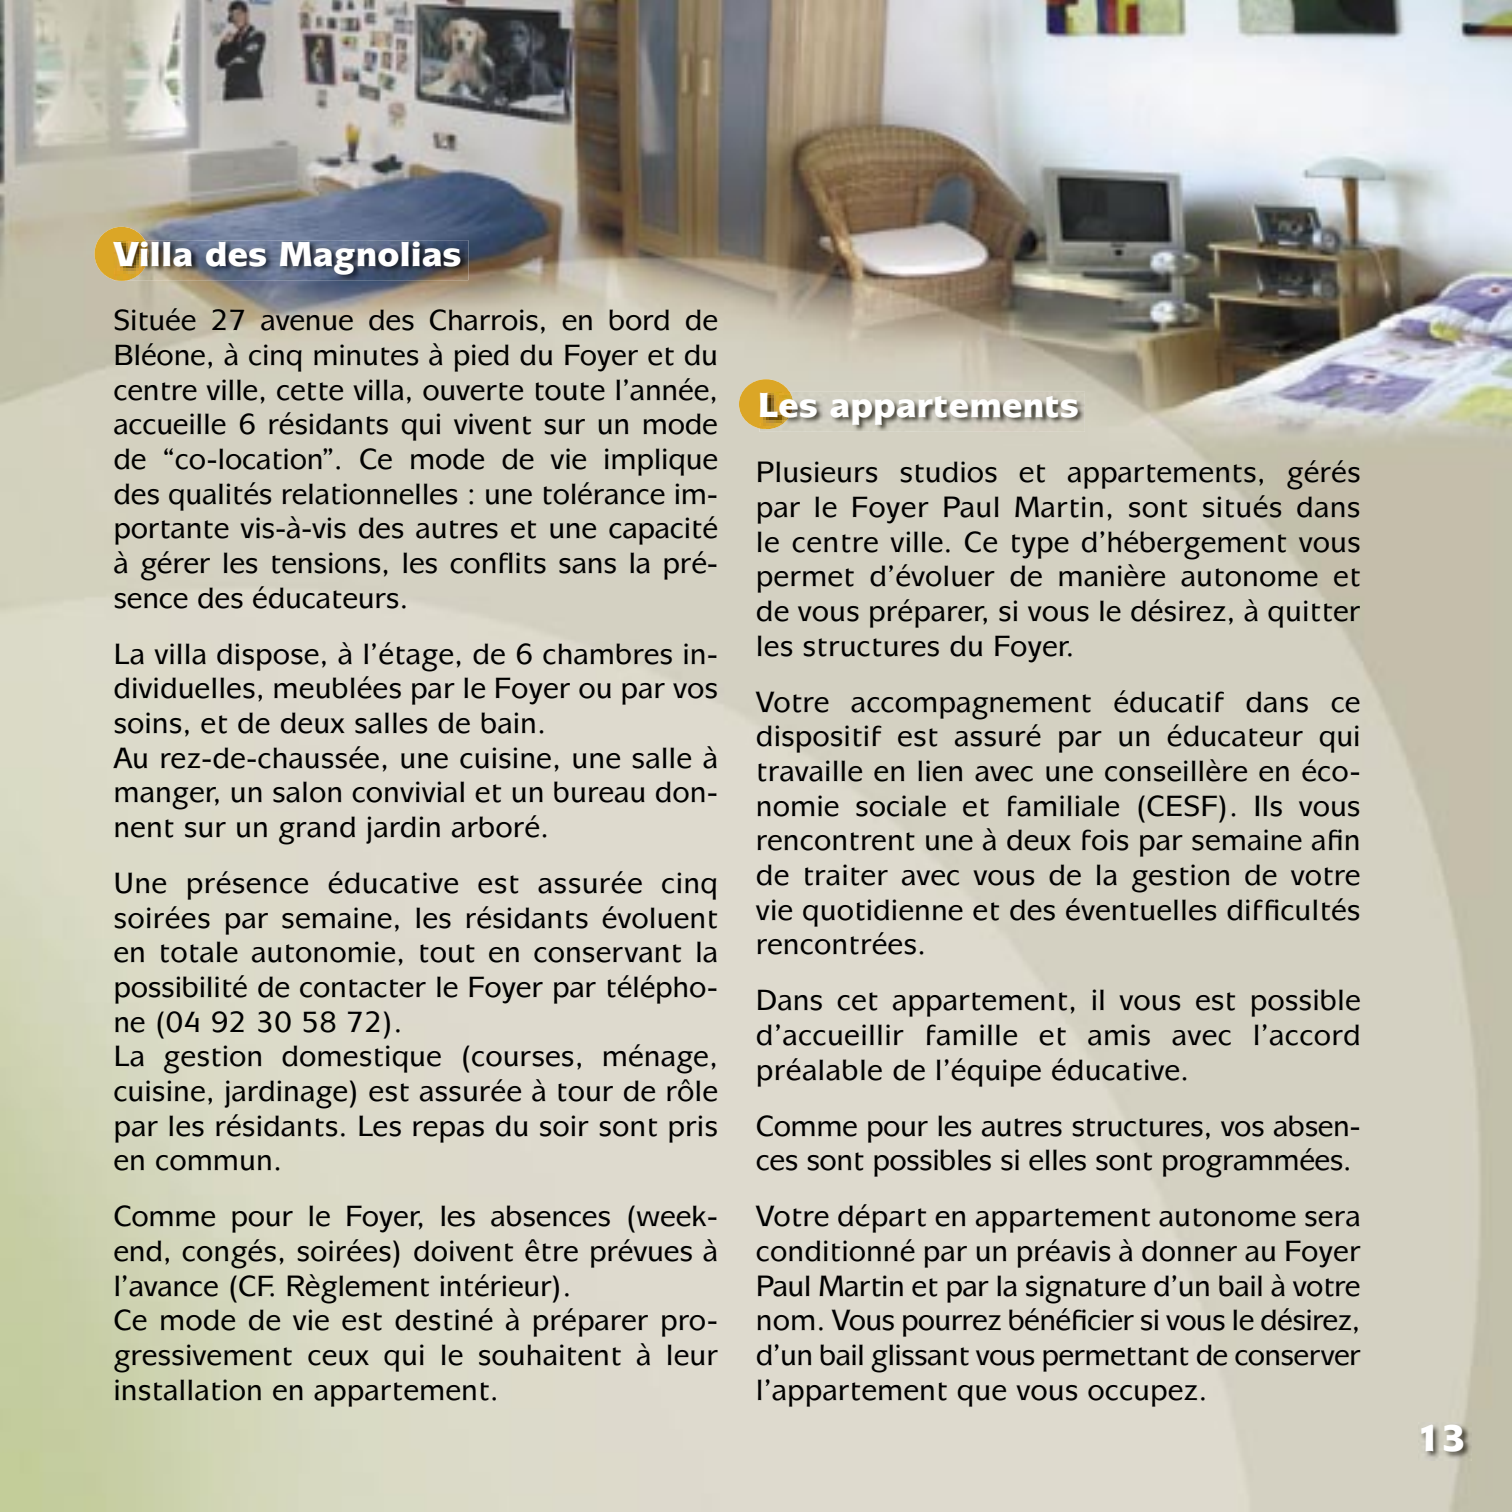 Villa des Magnolias
Située 27 avenue des Charrois, en bord de
Bléone, à cinq minutes à pied du Foyer et du
centre ville, cette villa, ouverte toute l’année,
accueille 6 résidants qui vivent sur un mode
de “co-location”. Ce mode de vie implique
des qualités relationnelles : une tolérance im-
portante vis-à-vis des autres et une capacité
à gérer les tensions, les conflits sans la pré-
sence des éducateurs.
La villa dispose, à l’étage, de 6 chambres in-
dividuelles, meublées par le Foyer ou par vos
soins, et de deux salles de bain.
Au rez-de-chaussée, une cuisine, une salle à
manger, un salon convivial et un bureau don-
nent sur un grand jardin arboré.
Une présence éducative est assurée cinq
soirées par semaine, les résidants évoluent
en totale autonomie, tout en conservant la
possibilité de contacter le Foyer par télépho-
ne (04 92 30 58 72).
La gestion domestique (courses, ménage,
cuisine, jardinage) est assurée à tour de rôle
par les résidants. Les repas du soir sont pris
en commun.
Comme pour le Foyer, les absences (week-
end, congés, soirées) doivent être prévues à
l’avance (CF. Règlement intérieur).
Ce mode de vie est destiné à préparer pro-
gressivement ceux qui le souhaitent à leur
installation en appartement.
Les appartements
Plusieurs studios et appartements, gérés
par le Foyer Paul Martin, sont situés dans
le centre ville. Ce type d’hébergement vous
permet d’évoluer de manière autonome et
de vous préparer, si vous le désirez, à quitter
les structures du Foyer.
Votre accompagnement éducatif dans ce
dispositif est assuré par un éducateur qui
travaille en lien avec une conseillère en éco-
nomie sociale et familiale (CESF). Ils vous
rencontrent une à deux fois par semaine afin
de traiter avec vous de la gestion de votre
vie quotidienne et des éventuelles difficultés
rencontrées.
Dans cet appartement, il vous est possible
d’accueillir famille et amis avec l’accord
préalable de l’équipe éducative.
Comme pour les autres structures, vos absen-
ces sont possibles si elles sont programmées.
Votre départ en appartement autonome sera
conditionné par un préavis à donner au Foyer
Paul Martin et par la signature d’un bail à votre
nom. Vous pourrez bénéficier si vous le désirez,
d’un bail glissant vous permettant de conserver
l’appartement que vous occupez.
13